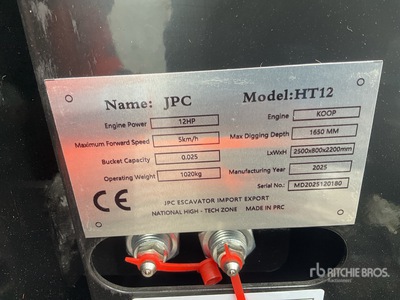 Name: JPC Model:HT12
Engine Power 12HP Engine KOOP
Maximum Forward Speed 5km/h Max Digging Depth 1650 MM
Bucket Capacity 0.025 LxWxH 2500x800x2200mm
Operating Weight 1020kg Manufacturing Year 2025
Serial No.: MD2025120180
CE
JPC ESCAVATOR IMPORT EXPORT
NATIONAL HIGH - TECH ZONE MADE IN PRC
rb RITCHIE BROS.
Auctioneers